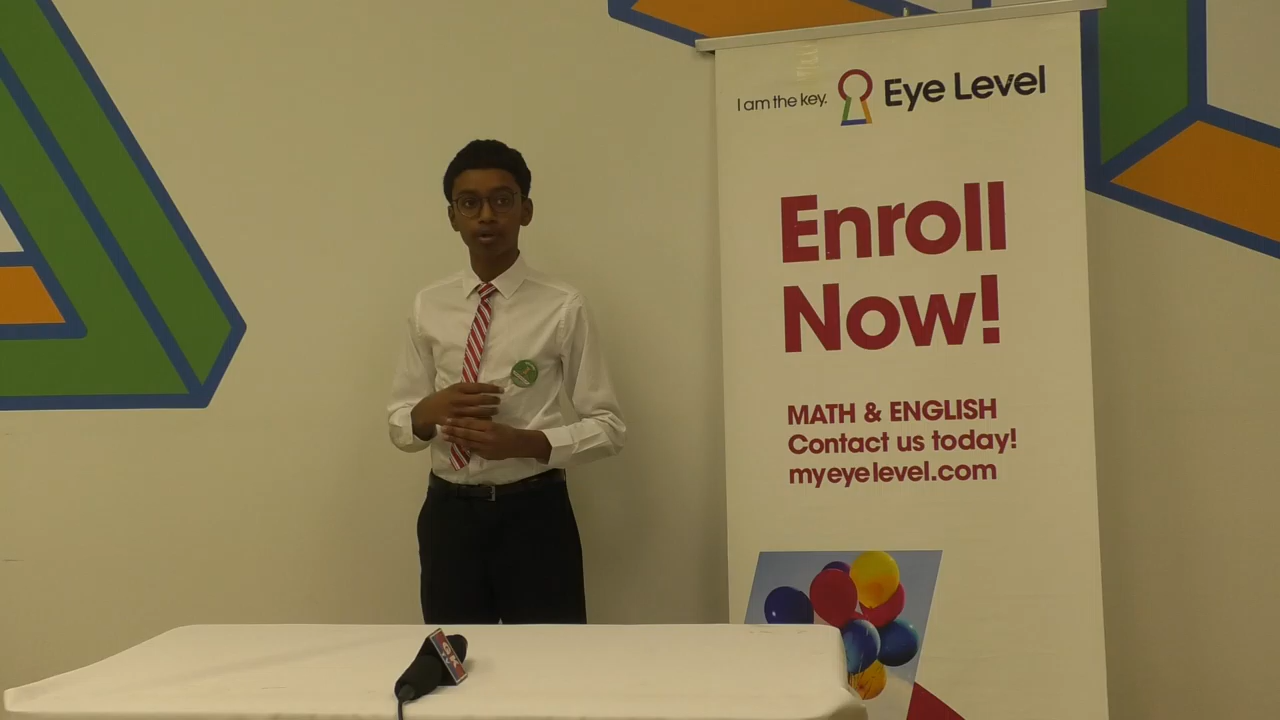 I am the key.
Eye Level
Enroll
Now!
MATH & ENGLISH
Contact us today!
myeyelevel.com